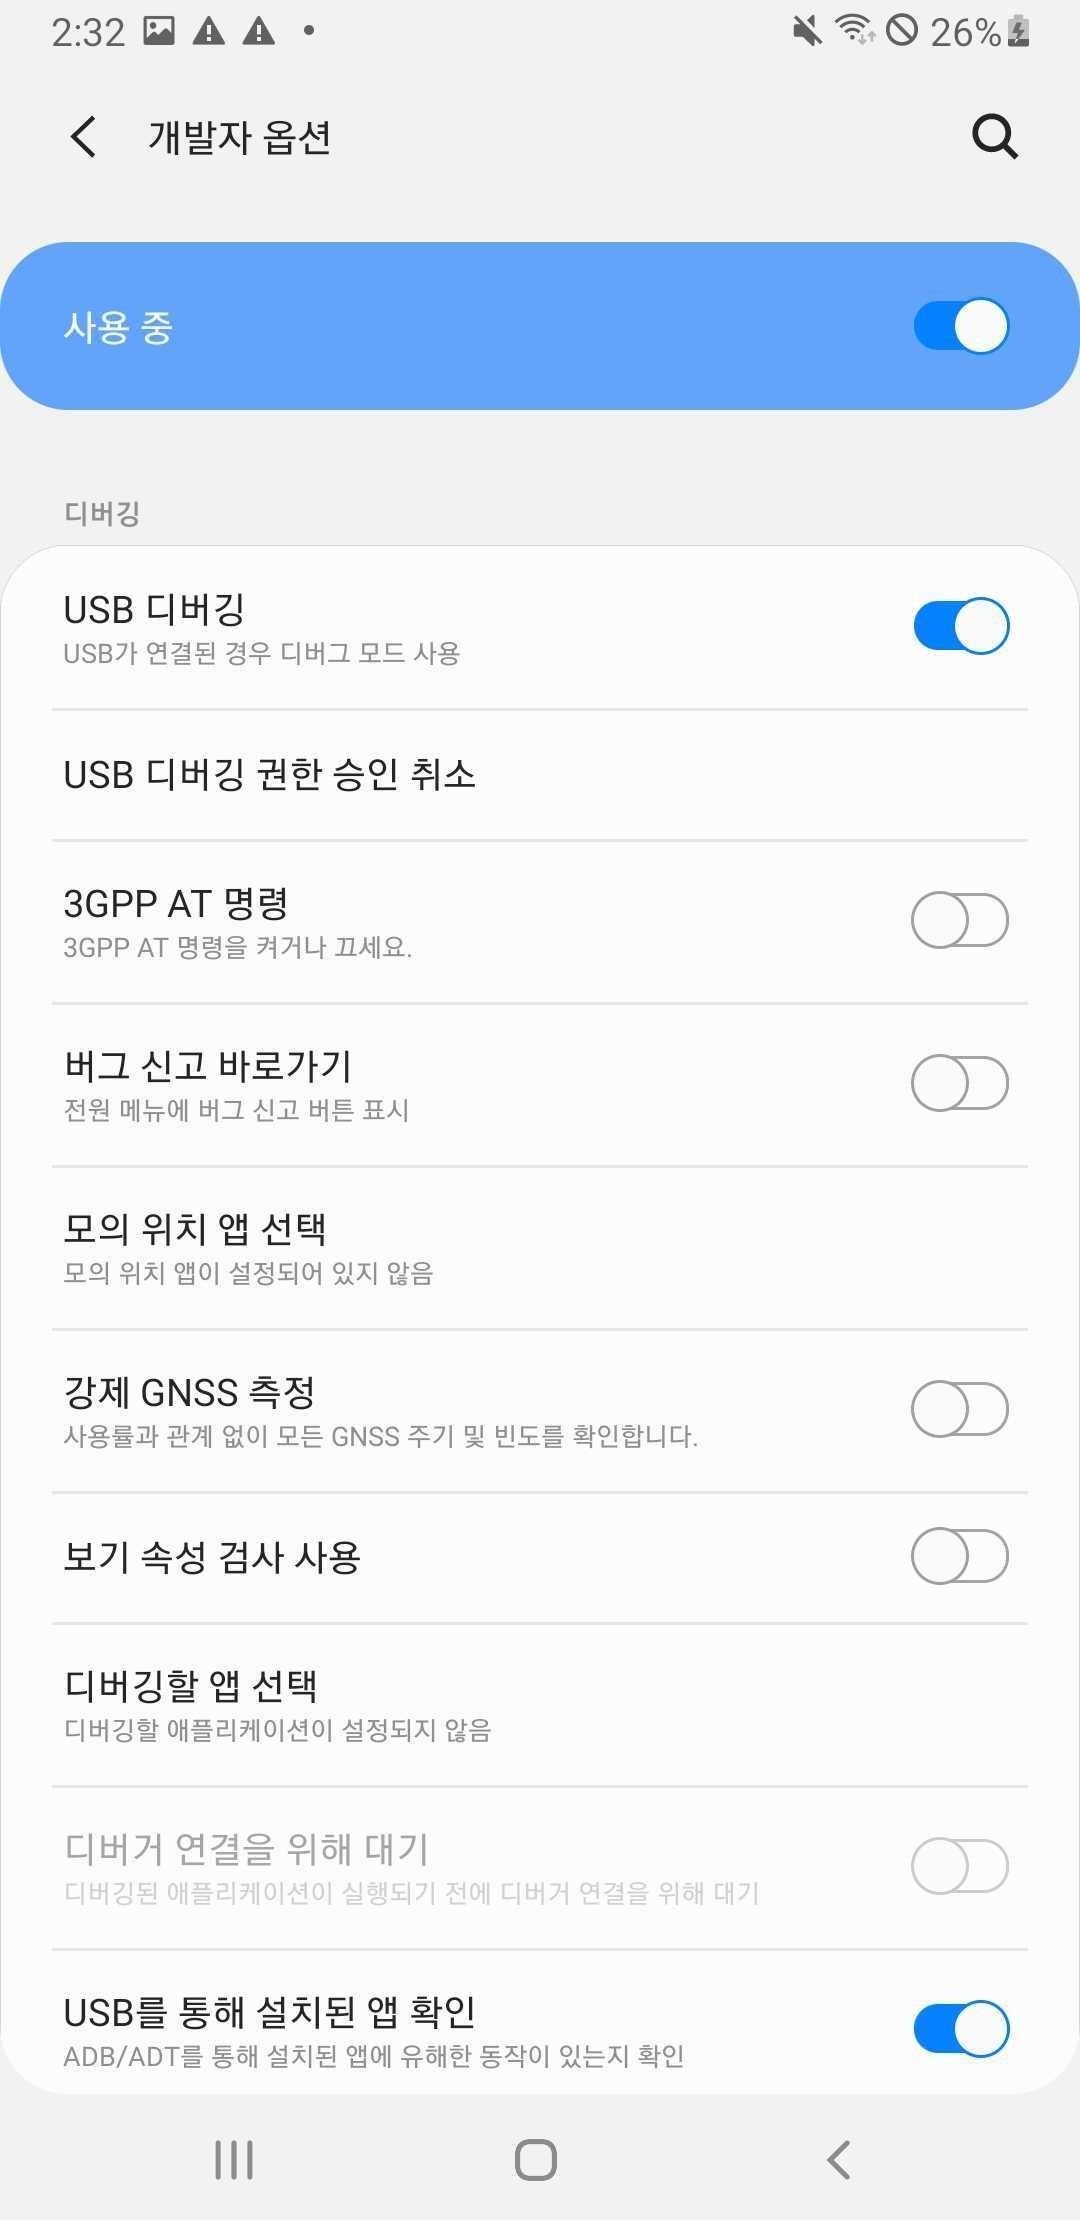 2:32
26%
개발자 옵션
사용 중
디버깅
USB 디버깅
USB가 연결된 경우 디버그 모드 사용
USB 디버깅 권한 승인 취소
3GPP AT 명령
3GPP AT 명령을 켜거나 끄세요.
버그 신고 바로가기
전원 메뉴에 버그 신고 버튼 표시
모의 위치 앱 선택
모의 위치 앱이 설정되어 있지 않음
강제 GNSS 측정
사용률과 관계 없이 모든 GNSS 주기 및 빈도를 확인합니다.
보기 속성 검사 사용
디버깅할 앱 선택
디버깅할 애플리케이션이 설정되지 않음
디버거 연결을 위해 대기
디버깅된 애플리케이션이 실행되기 전에 디버거 연결을 위해 대기
USB를 통해 설치된 앱 확인
ADB/ADT를 통해 설치된 앱에 유해한 동작이 있는지 확인